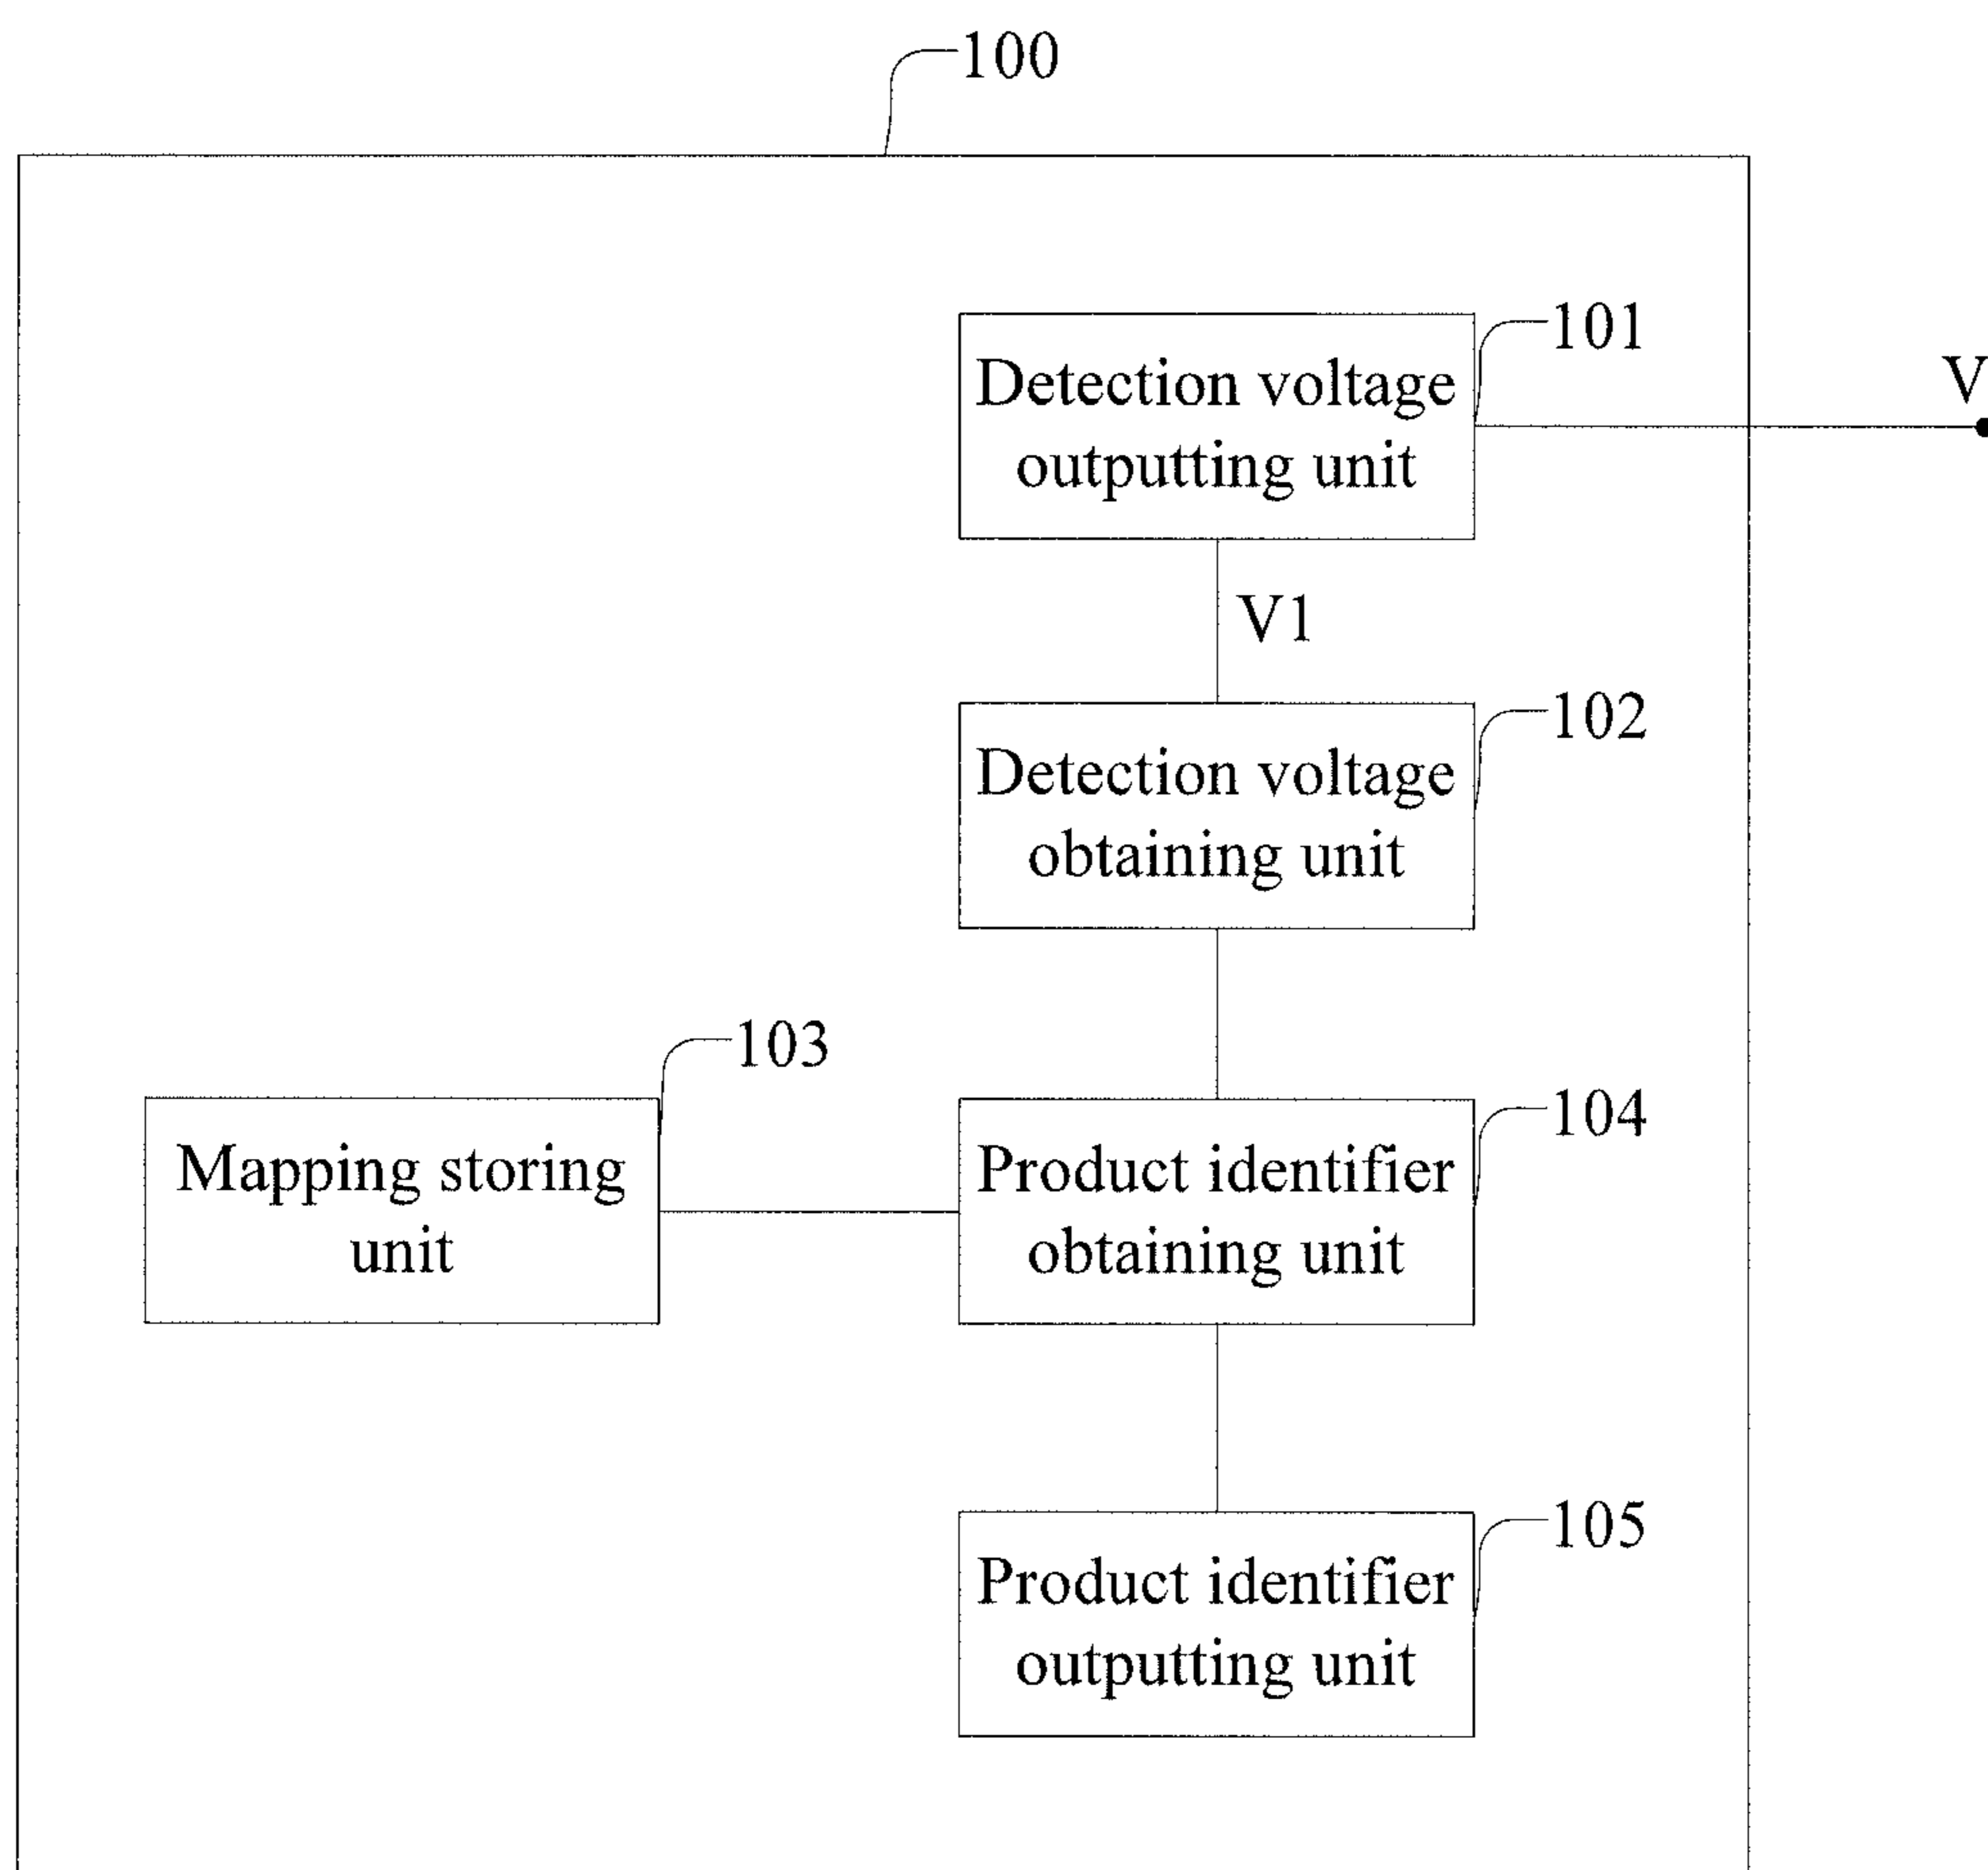 100
101
Detection voltage
outputting unit
V
V1
102
Detection voltage
obtaining unit
103
Mapping storing
unit
104
Product identifier
obtaining unit
105
Product identifier
outputting unit